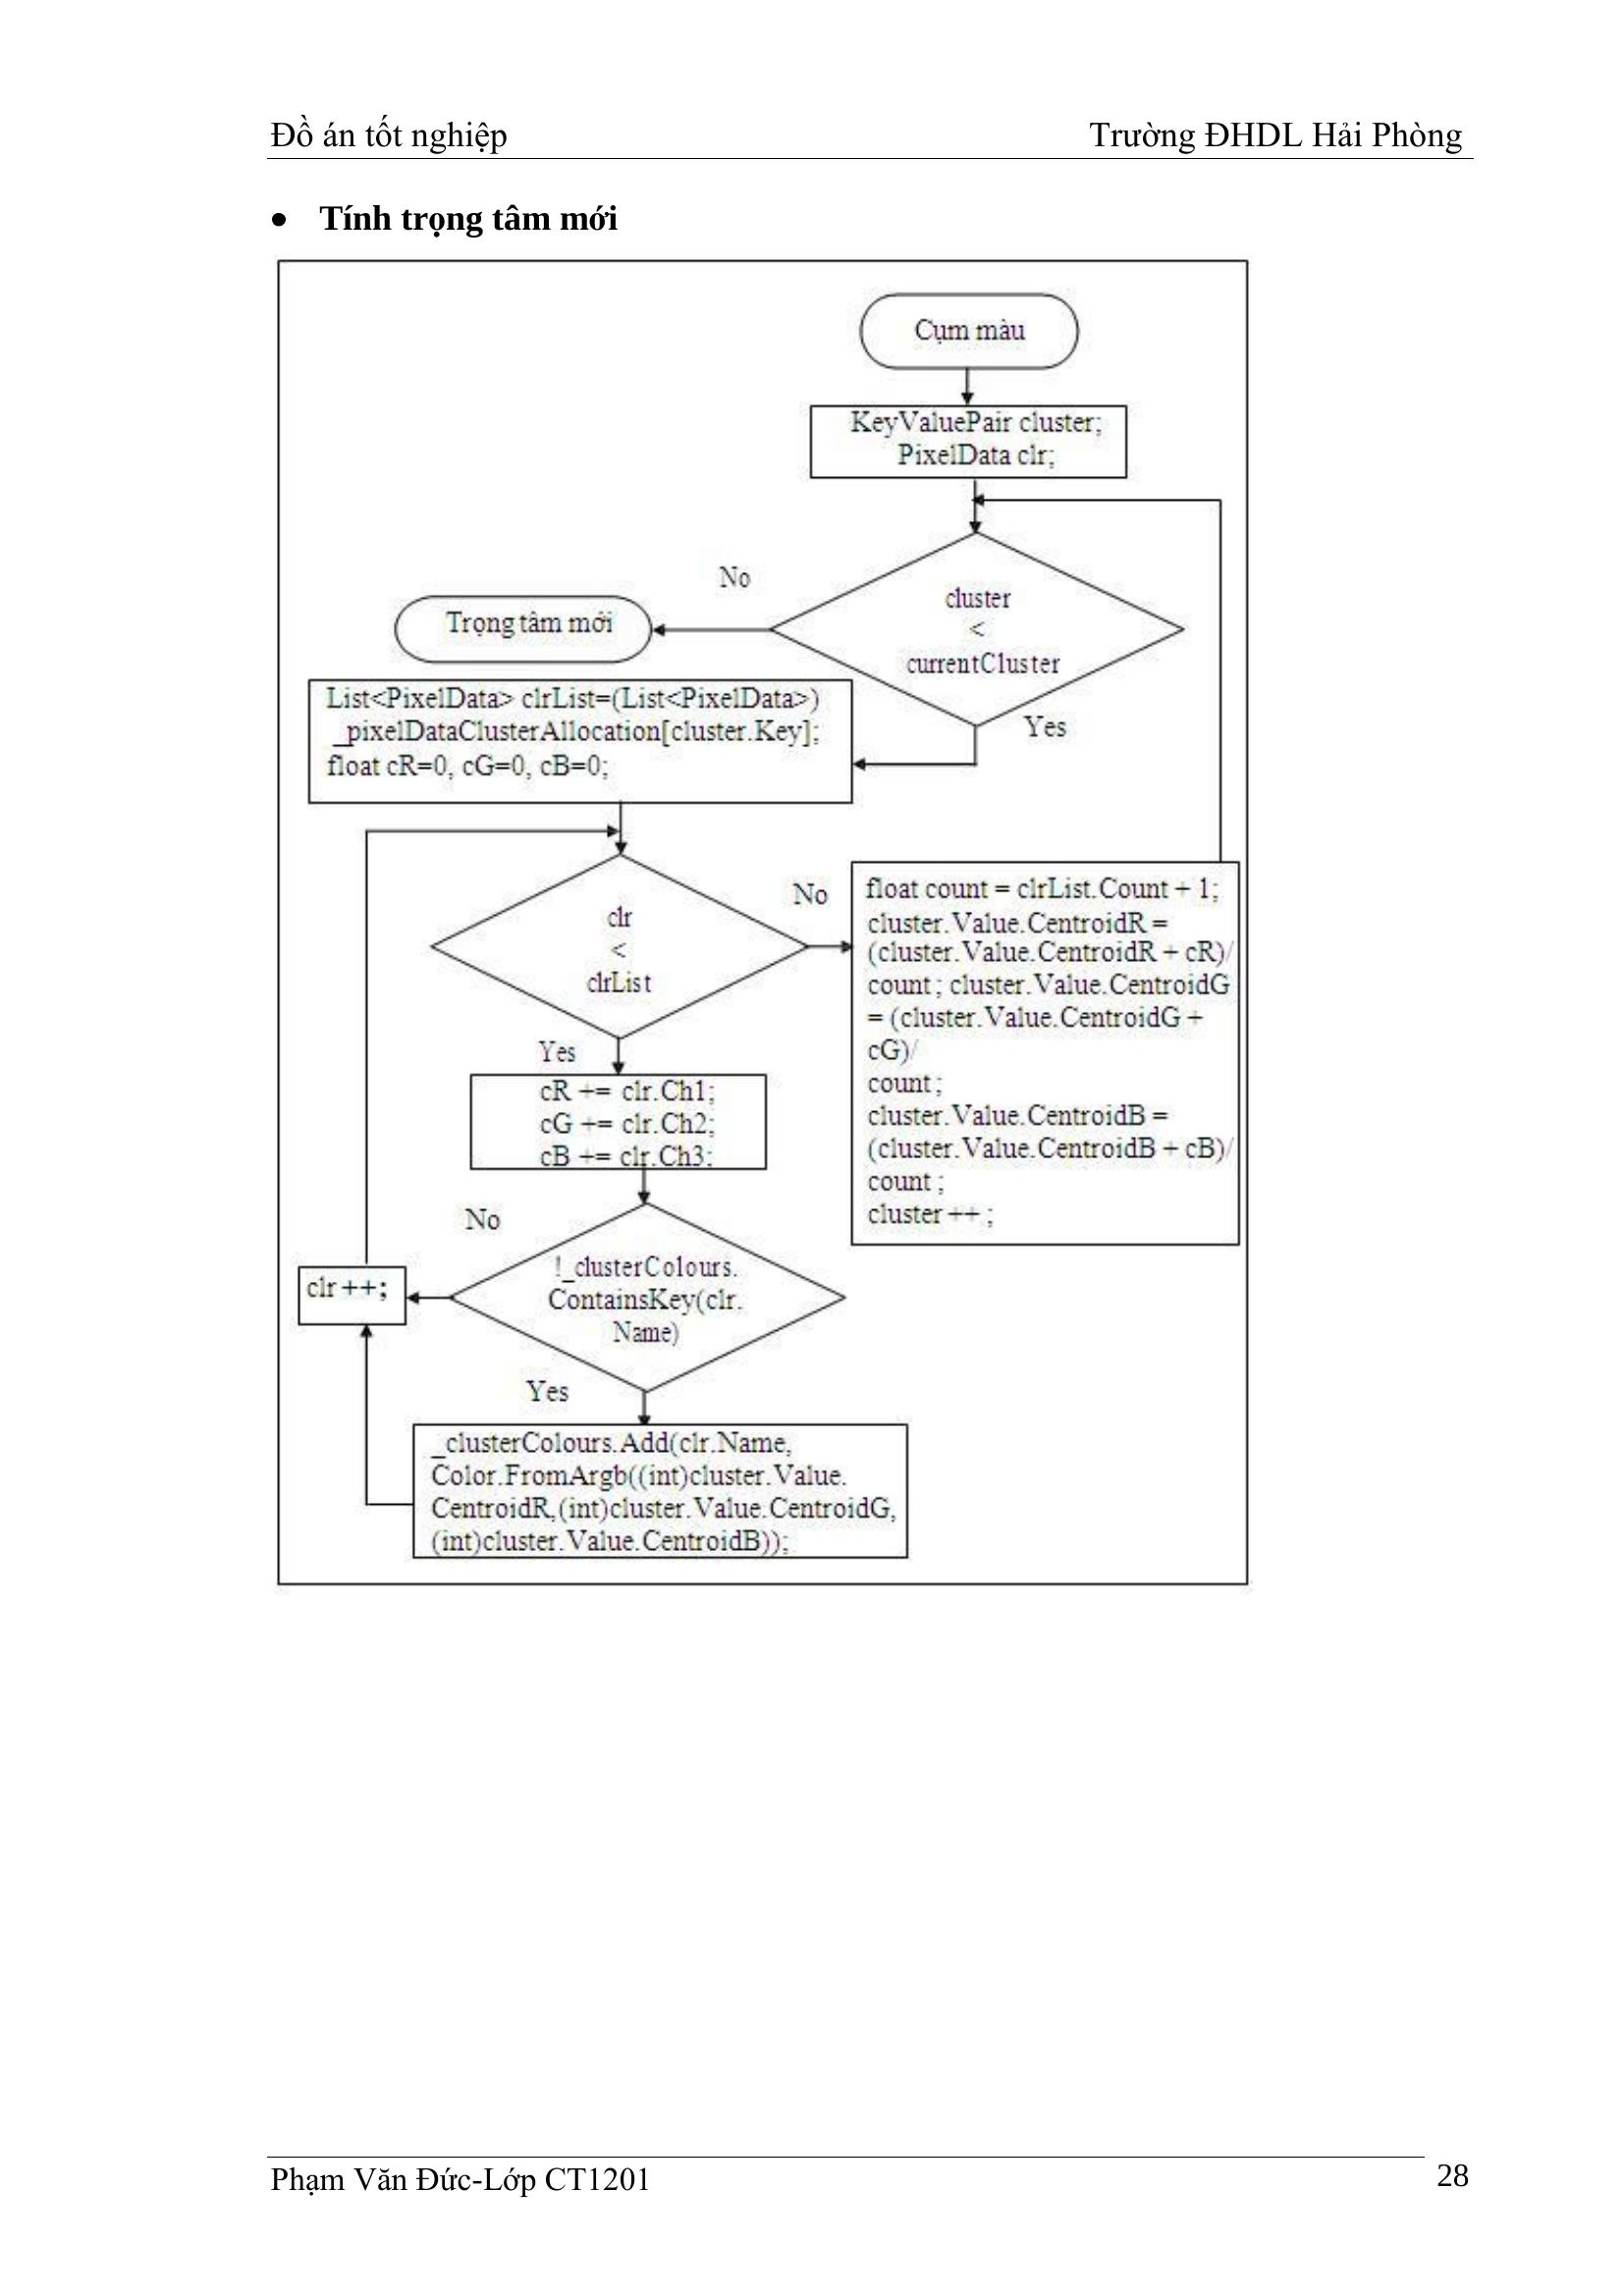 Đồ án tốt nghiệp
Trường ĐHDL Hải Phòng
• Tính trọng tâm mới
Cụm màu
KeyValuePair cluster;
PixelData clr;
cluster
<
currentCluster
No
Trọng tâm mới
Yes
List<PixelData> clrList=(List<PixelData>)
_pixelDataClusterAllocation[cluster.Key];
float cR=0, cG=0, cB=0;
clr
<
clrList
No
float count = clrList.Count + 1;
cluster.Value.CentroidR =
(cluster.Value.CentroidR + cR)/
count ; cluster.Value.CentroidG
= (cluster.Value.CentroidG +
cG)/
count ;
cluster.Value.CentroidB =
(cluster.Value.CentroidB + cB)/
count ;
cluster ++ ;
Yes
cR += clr.Ch1;
cG += clr.Ch2;
cB += clr.Ch3;
No
!_clusterColours.
ContainsKey(clr.
Name)
clr ++;
Yes
_clusterColours.Add(clr.Name,
Color.FromArgb((int)cluster.Value.
CentroidR,(int)cluster.Value.CentroidG,
(int)cluster.Value.CentroidB));
Phạm Văn Đức-Lớp CT1201
28